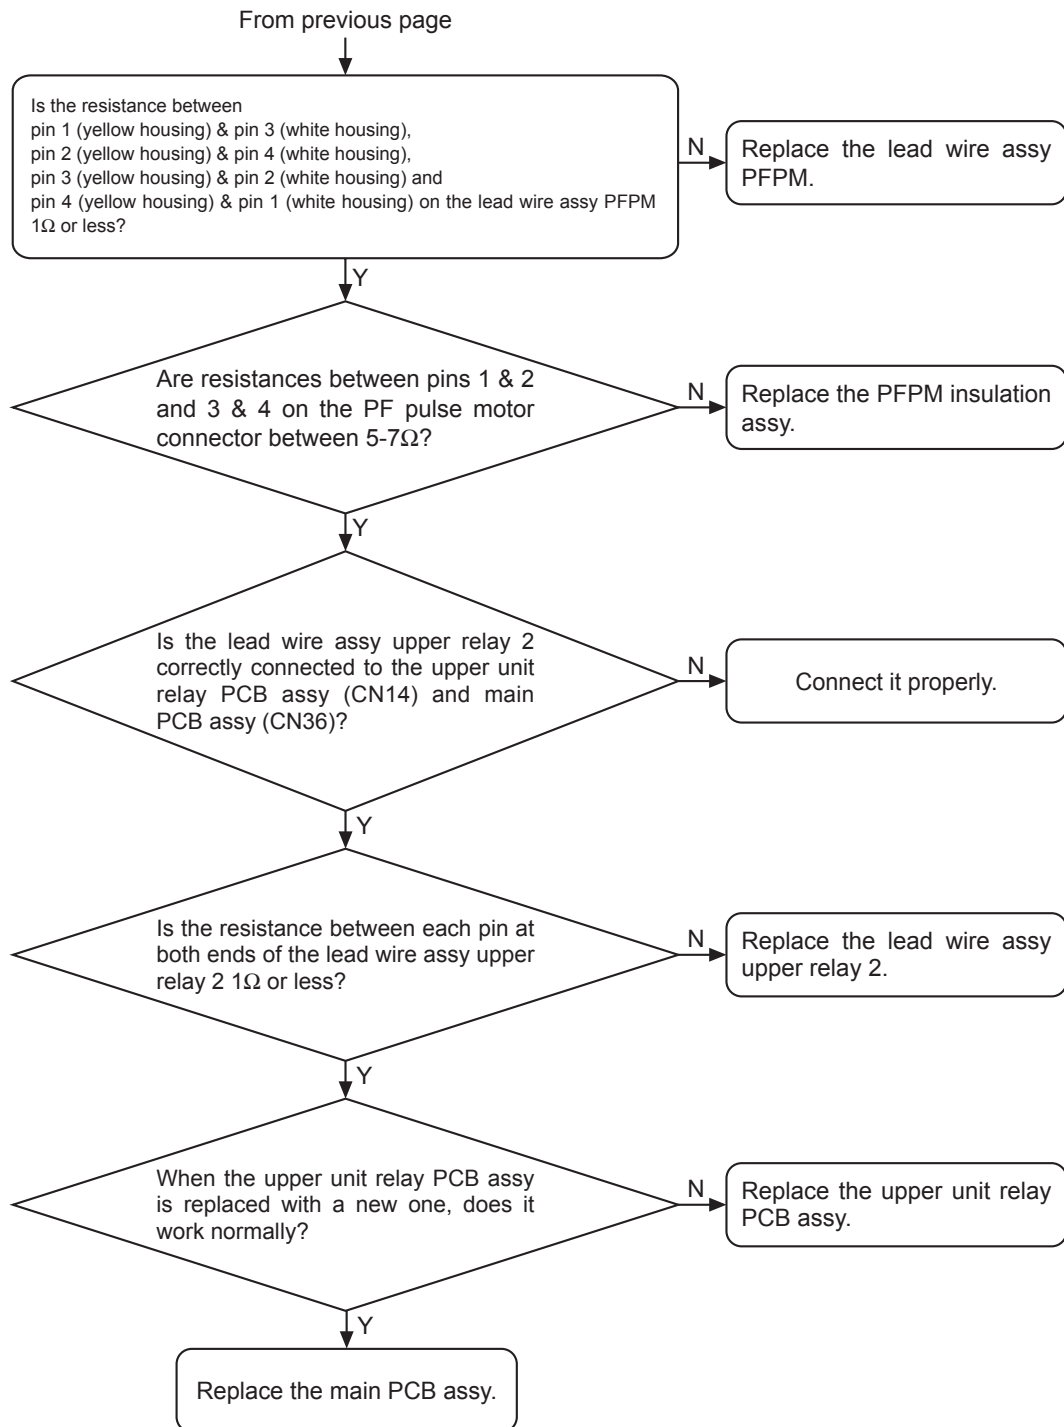 From previous page
Is the resistance between
pin 1 (yellow housing) & pin 3 (white housing),
pin 2 (yellow housing) & pin 4 (white housing),
pin 3 (yellow housing) & pin 2 (white housing) and
pin 4 (yellow housing) & pin 1 (white housing) on the lead wire assy PFPM
1Ω or less?
N
Replace the lead wire assy
PFPM.
Y
Are resistances between pins 1 & 2
and 3 & 4 on the PF pulse motor
connector between 5-7Ω?
N
Replace the PFPM insulation
assy.
Y
Is the lead wire assy upper relay 2
correctly connected to the upper unit
relay PCB assy (CN14) and main
PCB assy (CN36)?
N
Connect it properly.
Y
Is the resistance between each pin at
both ends of the lead wire assy upper
relay 2 1Ω or less?
N
Replace the lead wire assy
upper relay 2.
Y
When the upper unit relay PCB assy
is replaced with a new one, does it
work normally?
N
Replace the upper unit relay
PCB assy.
Y
Replace the main PCB assy.